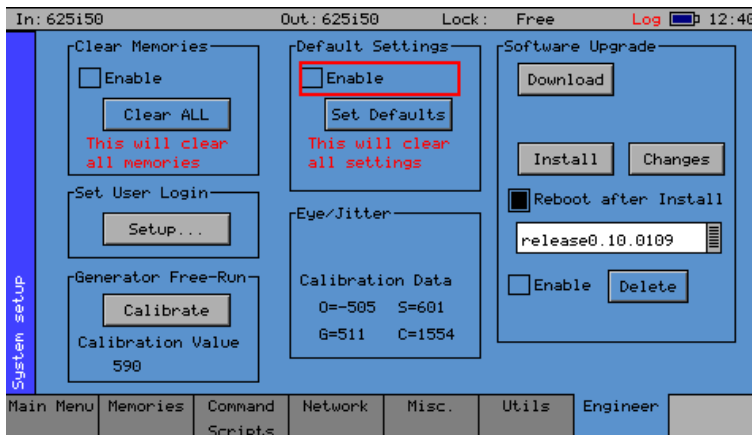 In: 625i50 Out: 625i50 Lock: Free Log 12:40
System setup
Clear Memories
Enable
Clear ALL
This will clear
all memories
Set User Login
Setup...
Generator Free-Run
Calibrate
Calibration Value
590
Default Settings
Enable
Set Defaults
This will clear
all settings
Eye/Jitter
Calibration Data
O=-505 S=601
G=511 C=1554
Software Upgrade
Download
Install Changes
Reboot after Install
release0.10.0109
Enable Delete
Main Menu Memories Command Scripts Network Misc. Utils Engineer